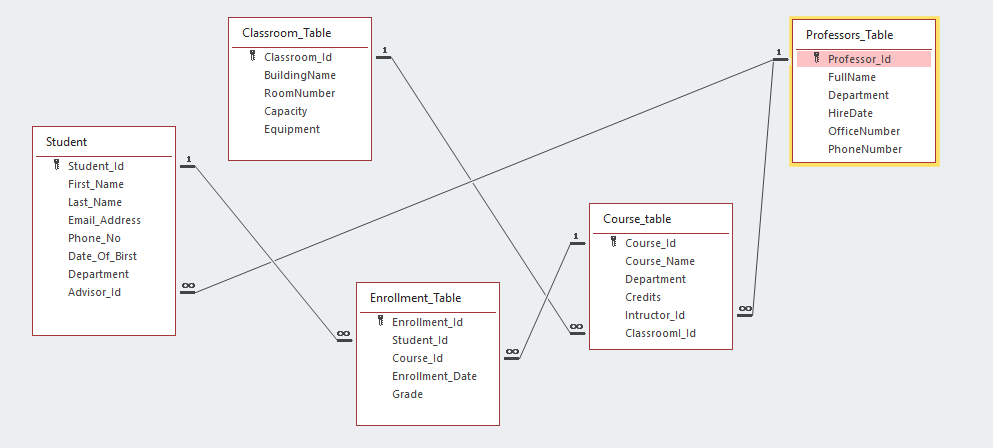 Classroom_Table
Classroom_Id
BuildingName
RoomNumber
Capacity
Equipment
1
Professors_Table
Professor_Id
FullName
Department
HireDate
OfficeNumber
PhoneNumber
1
Student
Student_Id
First_Name
Last_Name
Email_Address
Phone_No
Date_Of_Birst
Department
Advisor_Id
1
∞
Course_table
Course_Id
Course_Name
Department
Credits
Intructor_Id
ClassroomI_Id
1
∞
∞
Enrollment_Table
Enrollment_Id
Student_Id
Course_Id
Enrollment_Date
Grade
∞
∞